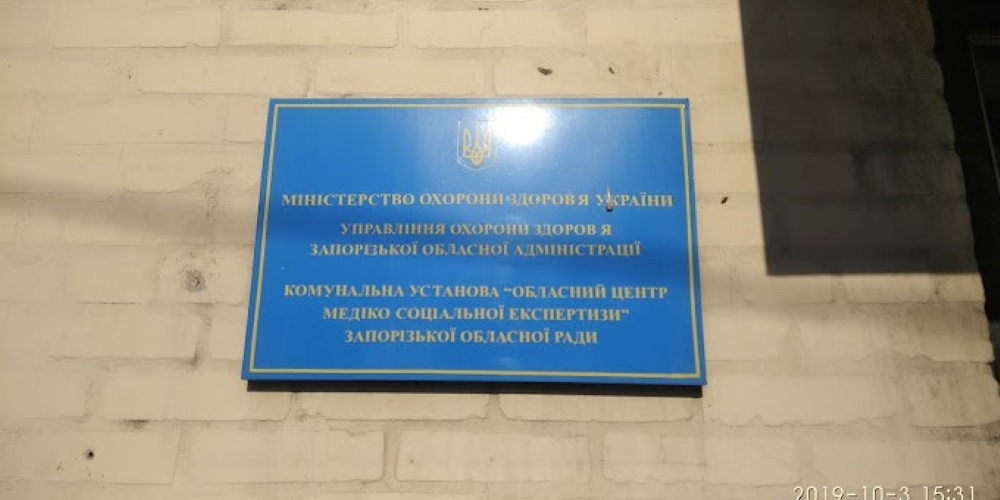 МІНІСТЕРСТВО ОХОРОНИ ЗДОРОВ Я УКРАЇНИ
УПРАВЛІННЯ ОХОРОНИ ЗДОРОВ Я
ЗАПОРІЗЬКОЇ ОБЛАСНОЇ АДМІНІСТРАЦІЇ
КОМУНАЛЬНА УСТАНОВА “ОБЛАСНИЙ ЦЕНТР
МЕДІКО СОЦІАЛЬНОЇ ЕКСПЕРТИЗИ”
ЗАПОРІЗЬКОЇ ОБЛАСНОЇ РАДИ
2019-10-3 15:31